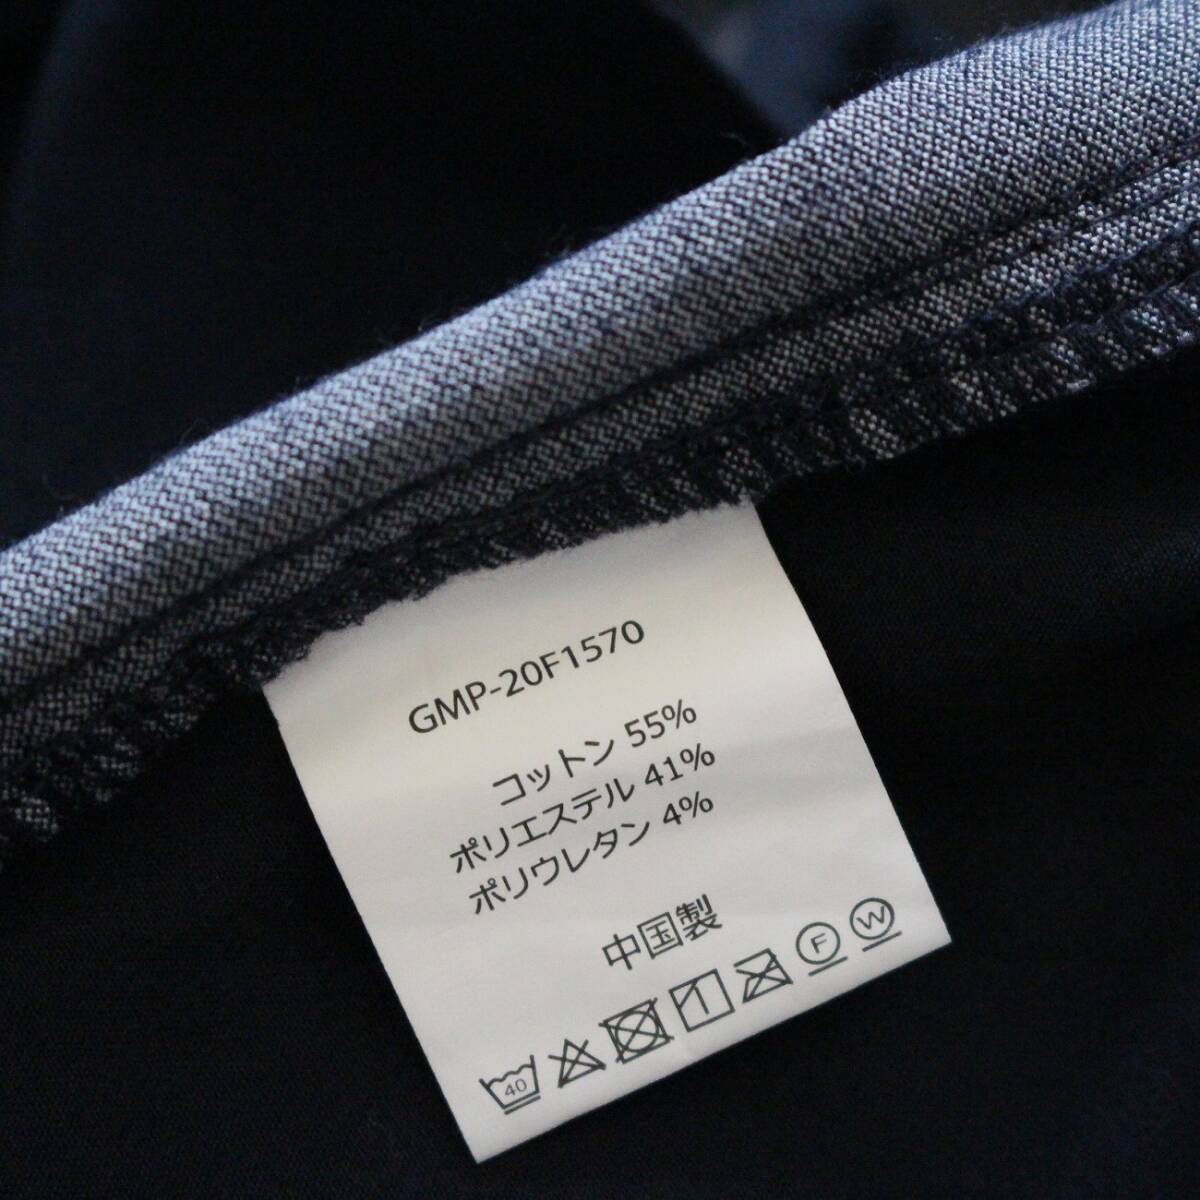 GMP-20F1570
コットン 55%
ポリエステル 41%
ポリウレタン 4%
中国製
40 F W